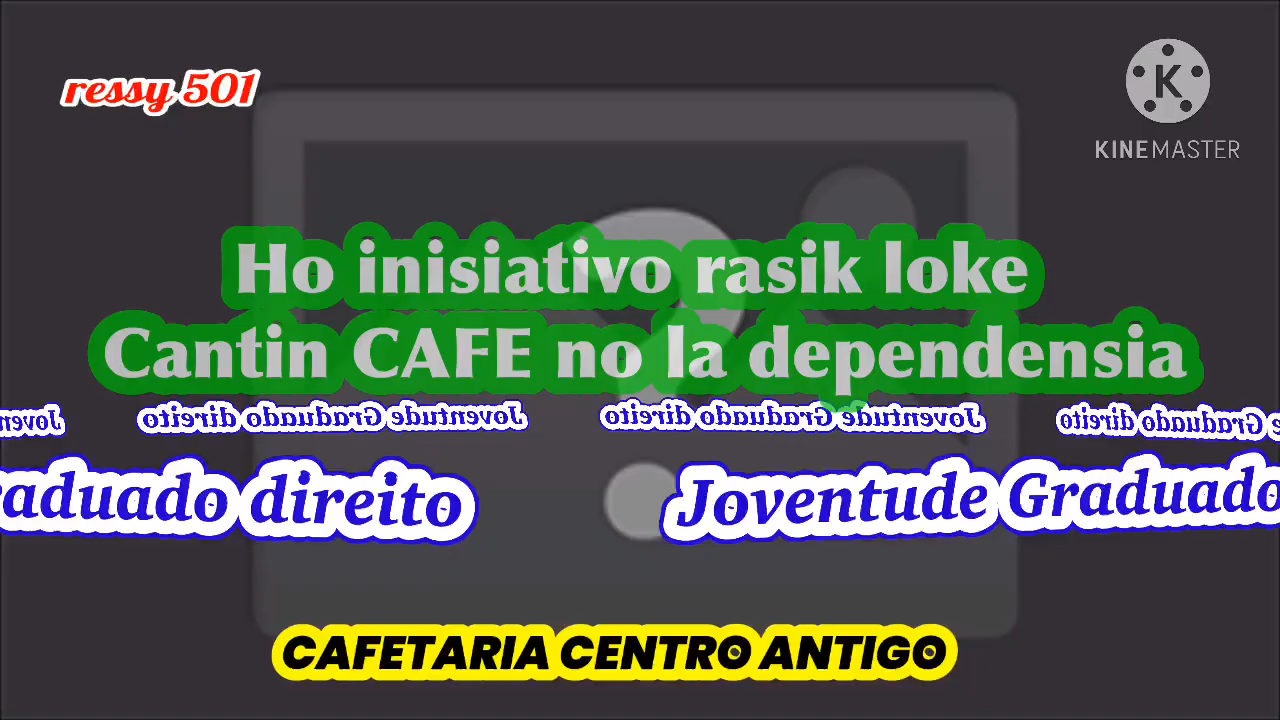 ressy 501
KINEMASTER
Ho inisiativo rasik loke
Cantin CAFE no la dependensia
Joventude Graduado direito Joventude Graduado direito
direito Joventude Graduado
CAFETARIA CENTRO ANTIGO